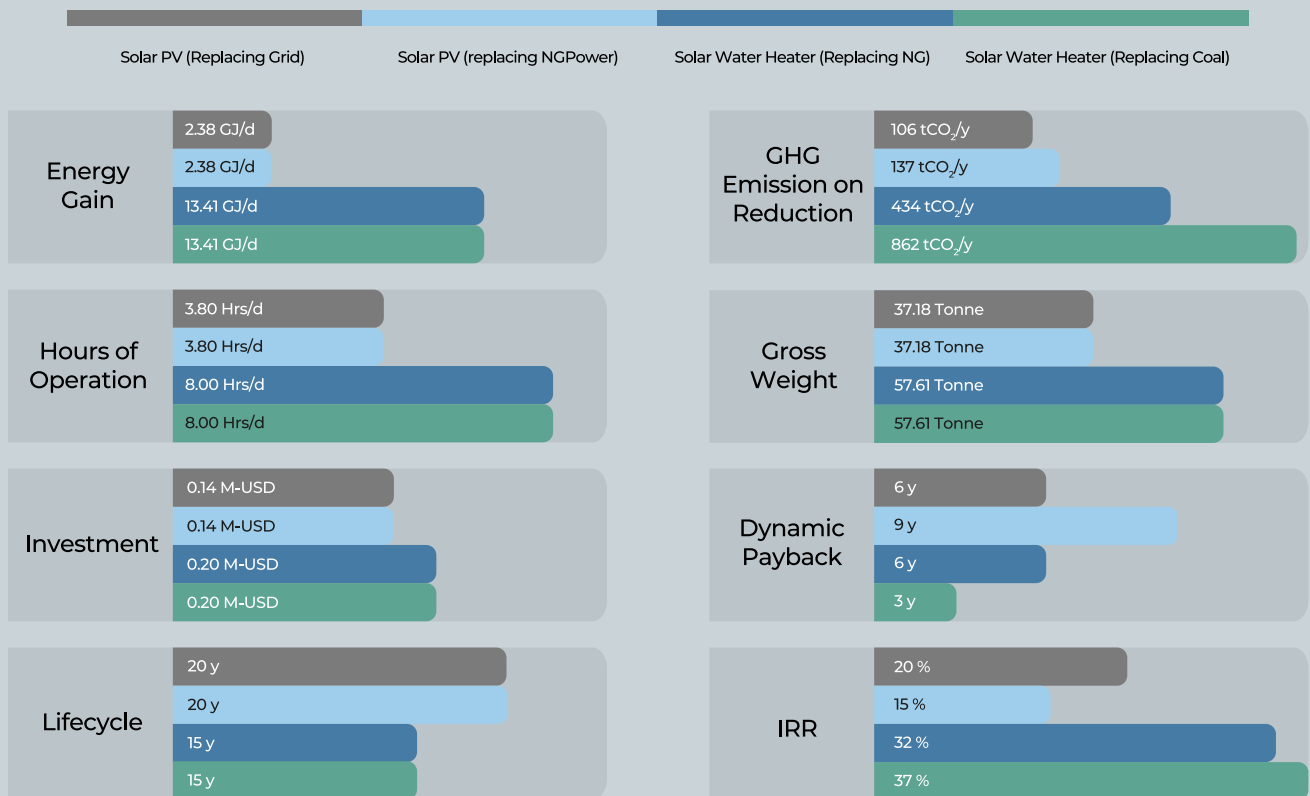 Solar PV (Replacing Grid)
Solar PV (replacing NGPower)
Solar Water Heater (Replacing NG)
Solar Water Heater (Replacing Coal)
Energy
Gain
2.38 GJ/d
2.38 GJ/d
13.41 GJ/d
13.41 GJ/d
GHG
Emission on
Reduction
106 tCO₂/y
137 tCO₂/y
434 tCO₂/y
862 tCO₂/y
Hours of
Operation
3.80 Hrs/d
3.80 Hrs/d
8.00 Hrs/d
8.00 Hrs/d
Gross
Weight
37.18 Tonne
37.18 Tonne
57.61 Tonne
57.61 Tonne
Investment
0.14 M-USD
0.14 M-USD
0.20 M-USD
0.20 M-USD
Dynamic
Payback
6 y
9 y
6 y
3 y
Lifecycle
20 y
20 y
15 y
15 y
IRR
20 %
15 %
32 %
37 %